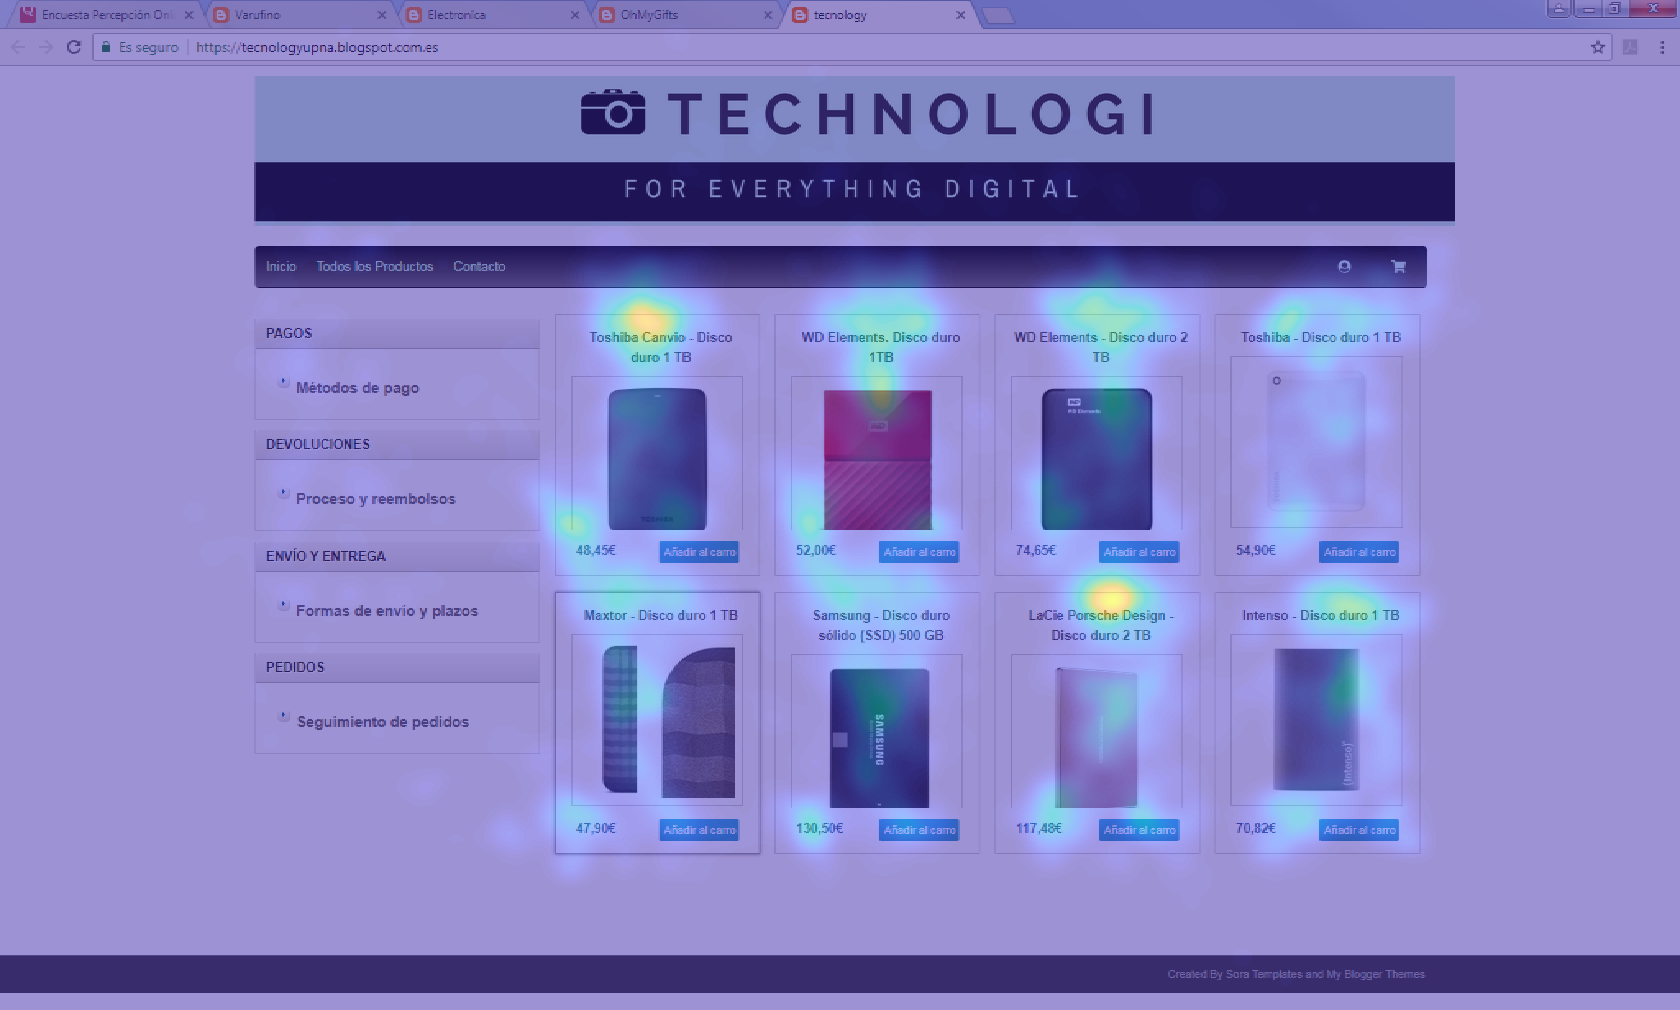 Encuesta Percepción Onl
Varufino
Electronica
OhMyGifts
tecnology
Es seguro | https://tecnologyupna.blogspot.com.es
TECHNOLOGI
FOR EVERYTHING DIGITAL
Inicio Todos los Productos Contacto
PAGOS
Métodos de pago
DEVOLUCIONES
Proceso y reembolsos
ENVÍO Y ENTREGA
Formas de envío y plazos
PEDIDOS
Seguimiento de pedidos
Toshiba Canvio - Disco
duro 1 TB
TOSHIBA
48,45€ Añadir al carro
WD Elements. Disco duro
1TB
WD
52,00€ Añadir al carro
WD Elements - Disco duro 2
TB
WD
WD Elements
74,65€ Añadir al carro
Toshiba - Disco duro 1 TB
54,90€ Añadir al carro
Maxtor - Disco duro 1 TB
47,90€ Añadir al carro
Samsung - Disco duro
sólido (SSD) 500 GB
SAMSUNG
130,50€ Añadir al carro
LaCie Porsche Design -
Disco duro 2 TB
117,48€ Añadir al carro
Intenso - Disco duro 1 TB
(intenso)
70,82€ Añadir al carro
Created By Sora Templates and My Blogger Themes